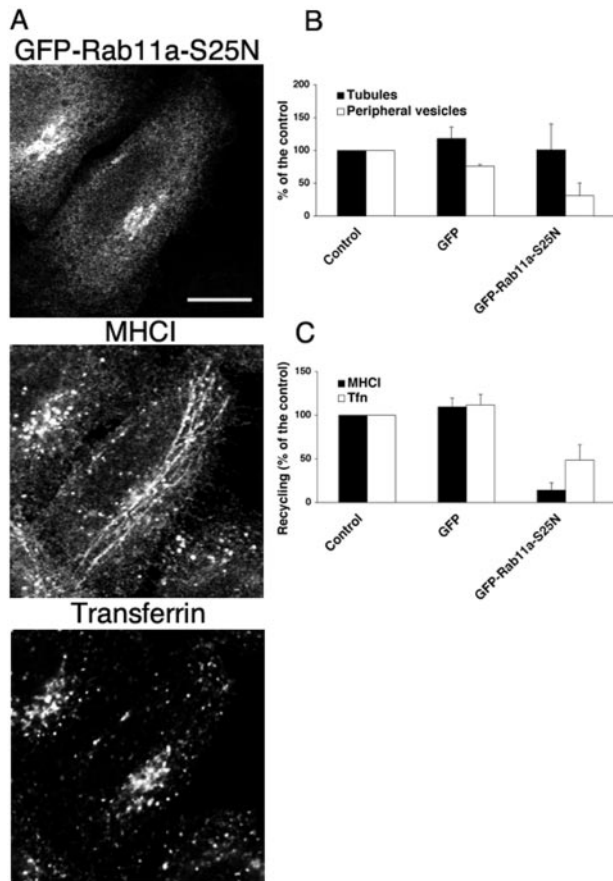 A
GFP-Rab11a-S25N
MHCI
Transferrin
B
Tubules
Peripheral vesicles
% of the control
200
150
100
50
0
Control
GFP
GFP-Rab11a-S25N
C
MHCI
Tfn
Recycling (% of the control)
150
100
50
0
Control
GFP
GFP-Rab11a-S25N